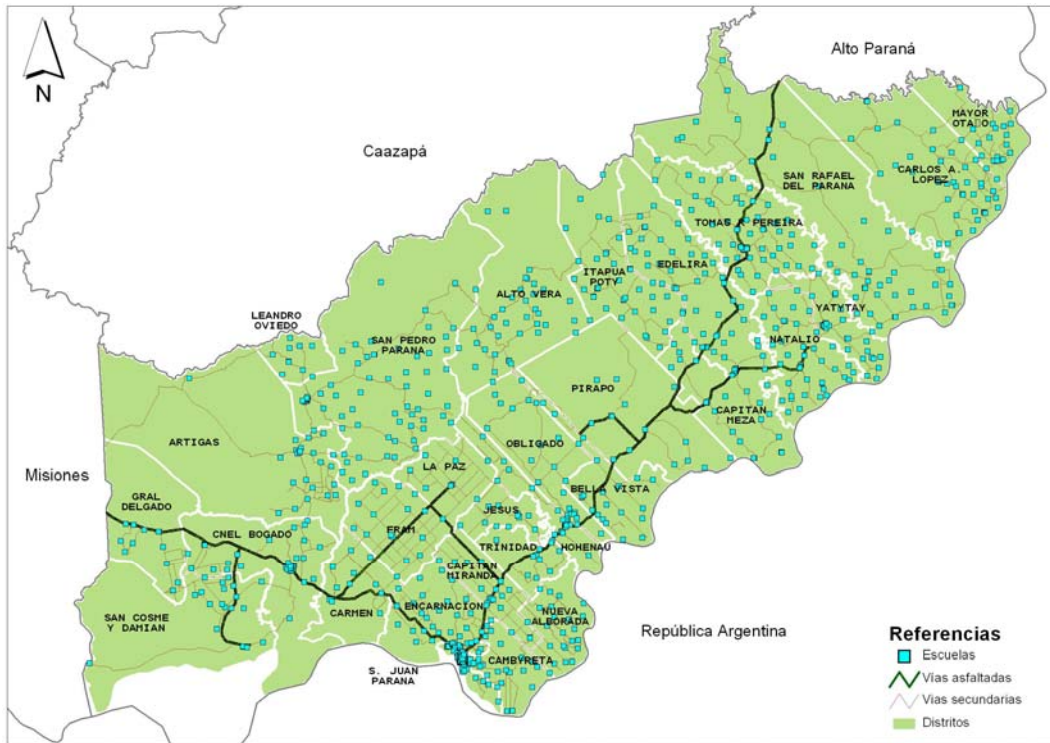 Alto Paraná
N
MAYOR
OTAÑO
Caazapá
CARLOS A.
LOPEZ
SAN RAFAEL
DEL PARANA
TOMAS R PEREIRA
EDELIRA
ITAPUA
POTY
ALTO VERA
YATYTAY
LEANDRO
OVIEDO
NATALIO
SAN PEDRO
PARANA
PIRAPO
CAPITAN
MEZA
ARTIGAS
OBLIGADO
LA PAZ
Misiones
BELLA VISTA
GRAL
DELGADO
JESUS
FRAM
CNEL BOGADO
TRINIDAD
HOHENAU
CAPITAN
MIRANDA
ENCARNACION
CARMEN
NUEVA
ALBORADA
SAN COSME
Y DAMIAN
República Argentina
CAMBYRETA
S. JUAN
PARANA
Referencias
Escuelas
Vías asfaltadas
Vías secundarias
Distritos